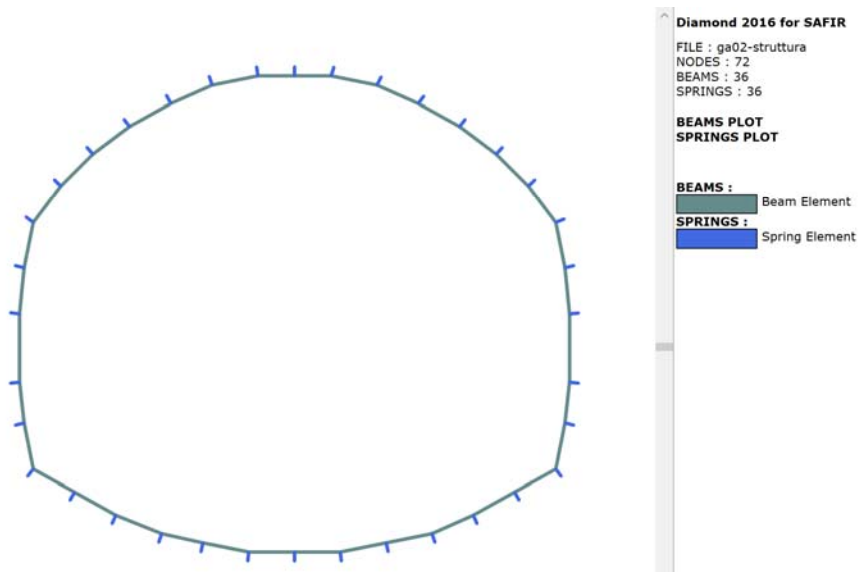 Diamond 2016 for SAFIR
FILE : ga02-struttura
NODES : 72
BEAMS : 36
SPRINGS : 36
BEAMS PLOT
SPRINGS PLOT
BEAMS :
Beam Element
SPRINGS :
Spring Element